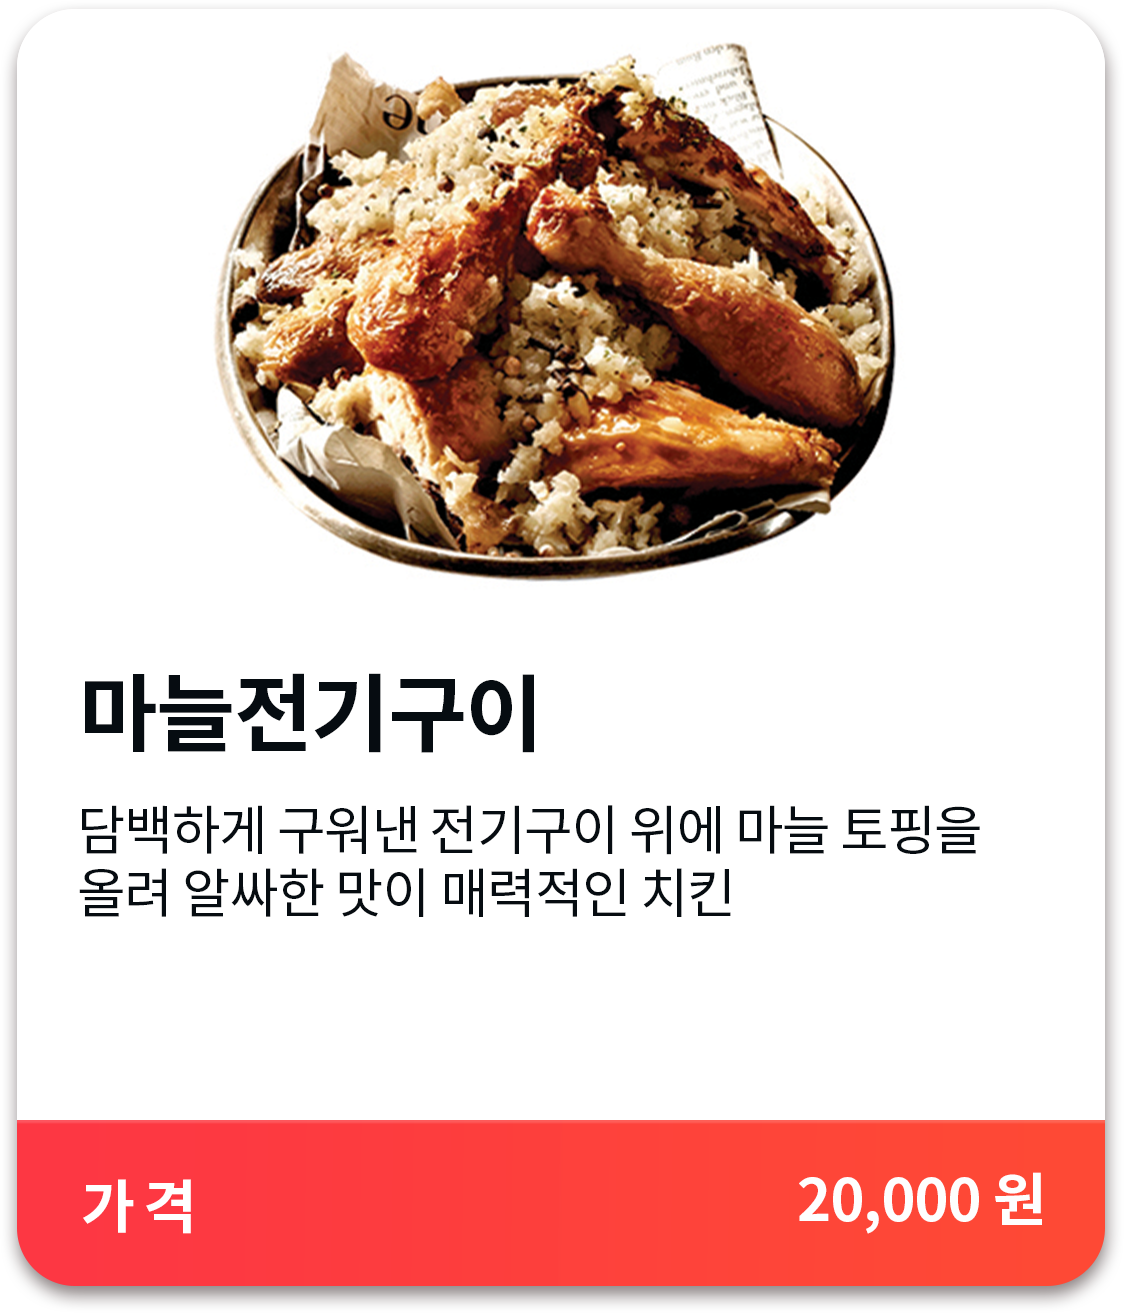 마늘전기구이
담백하게 구워낸 전기구이 위에 마늘 토핑을
올려 알싸한 맛이 매력적인 치킨
가 격
20,000 원